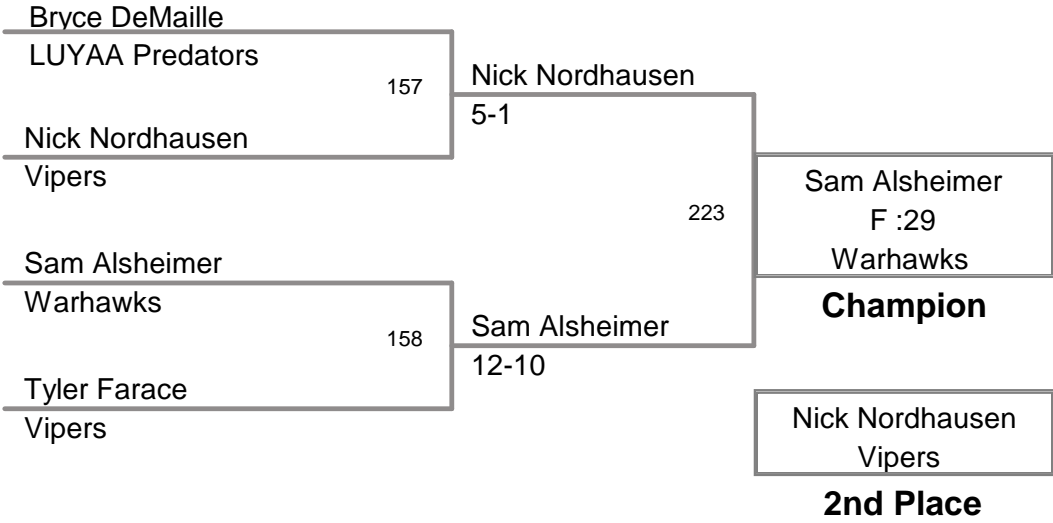 Bryce DeMaille
LUYAA Predators
157
Nick Nordhausen
5-1
Nick Nordhausen
Vipers
223
Sam Alsheimer
F :29
Warhawks
Champion
Sam Alsheimer
Warhawks
158
Sam Alsheimer
12-10
Tyler Farace
Vipers
Nick Nordhausen
Vipers
2nd Place